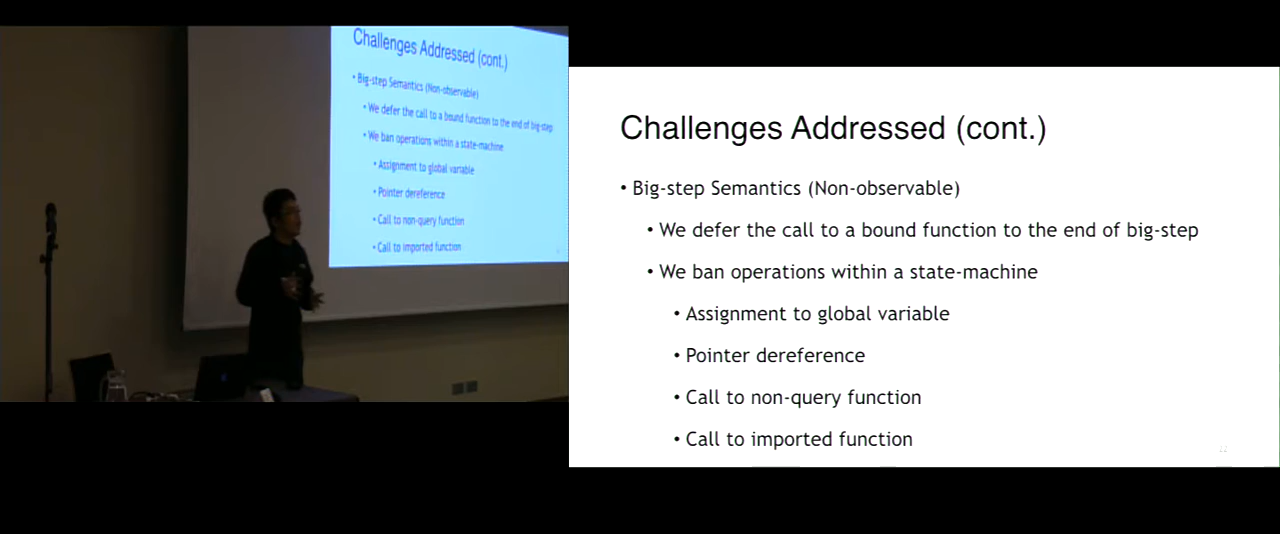 Challenges Addressed (cont.)
• Big-step Semantics (Non-observable)
• We defer the call to a bound function to the end of big-step
• We ban operations within a state-machine
• Assignment to global variable
• Pointer dereference
• Call to non-query function
• Call to imported function
Challenges Addressed (cont.)
• Big-step Semantics (Non-observable)
• We defer the call to a bound function to the end of big-step
• We ban operations within a state-machine
• Assignment to global variable
• Pointer dereference
• Call to non-query function
• Call to imported function